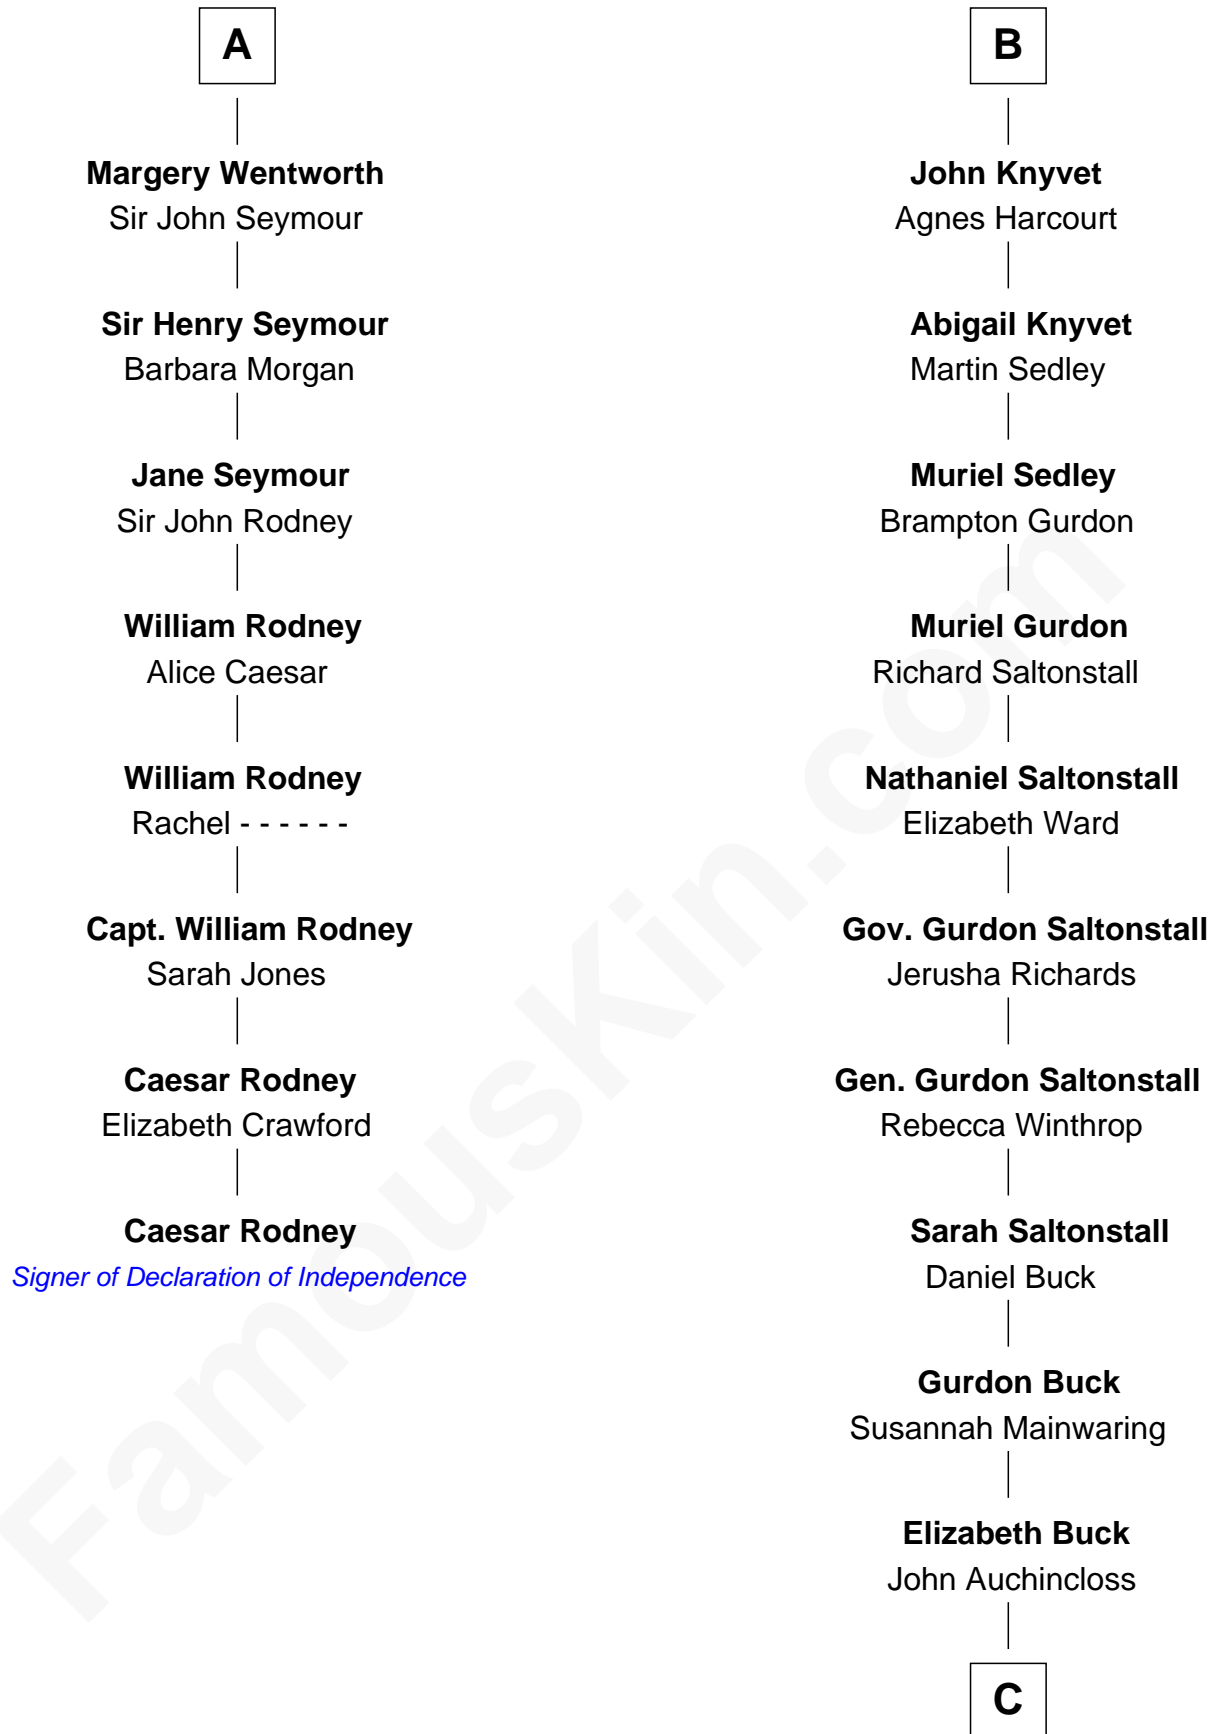 A
Margery Wentworth
Sir John Seymour
Sir Henry Seymour
Barbara Morgan
Jane Seymour
Sir John Rodney
William Rodney
Alice Caesar
William Rodney
Rachel - - - - - -
Capt. William Rodney
Sarah Jones
Caesar Rodney
Elizabeth Crawford
Caesar Rodney
Signer of Declaration of Independence
B
John Knyvet
Agnes Harcourt
Abigail Knyvet
Martin Sedley
Muriel Sedley
Brampton Gurdon
Muriel Gurdon
Richard Saltonstall
Nathaniel Saltonstall
Elizabeth Ward
Gov. Gurdon Saltonstall
Jerusha Richards
Gen. Gurdon Saltonstall
Rebecca Winthrop
Sarah Saltonstall
Daniel Buck
Gurdon Buck
Susannah Mainwaring
Elizabeth Buck
John Auchincloss
C
FamousKin.com